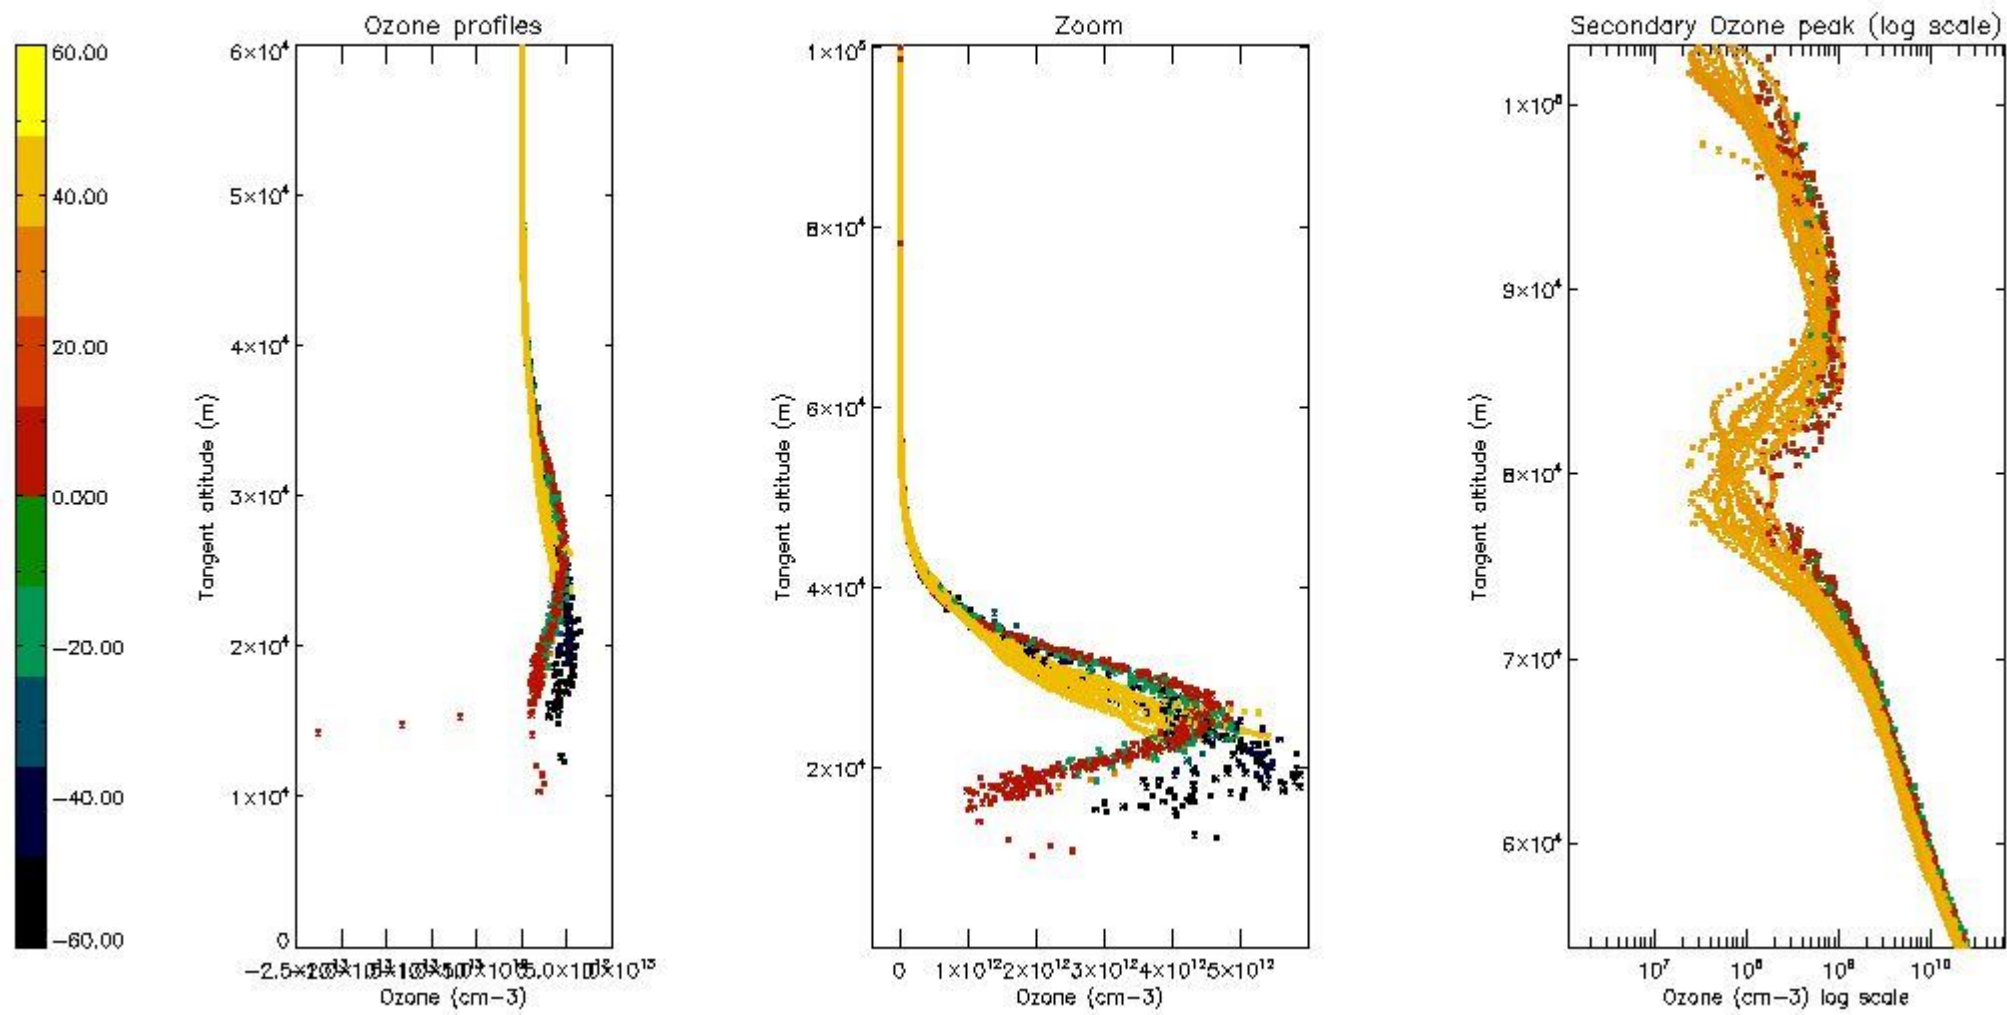 Ozone profiles
Zoom
Secondary Ozone peak (log scale)
60.00
40.00
20.00
0.000
-20.00
-40.00
-60.00
6×10⁴
5×10⁴
4×10⁴
3×10⁴
2×10⁴
1×10⁴
0
Tangent altitude (m)
Ozone (cm-3)
1×10⁵
8×10⁴
6×10⁴
4×10⁴
2×10⁴
Tangent altitude (m)
0 1×10¹² 2×10¹² 3×10¹² 4×10¹² 5×10¹²
Ozone (cm-3)
9×10⁴
8×10⁴
7×10⁴
6×10⁴
Tangent altitude (m)
10⁷ 10⁸ 10⁹ 10¹⁰
Ozone (cm-3) log scale